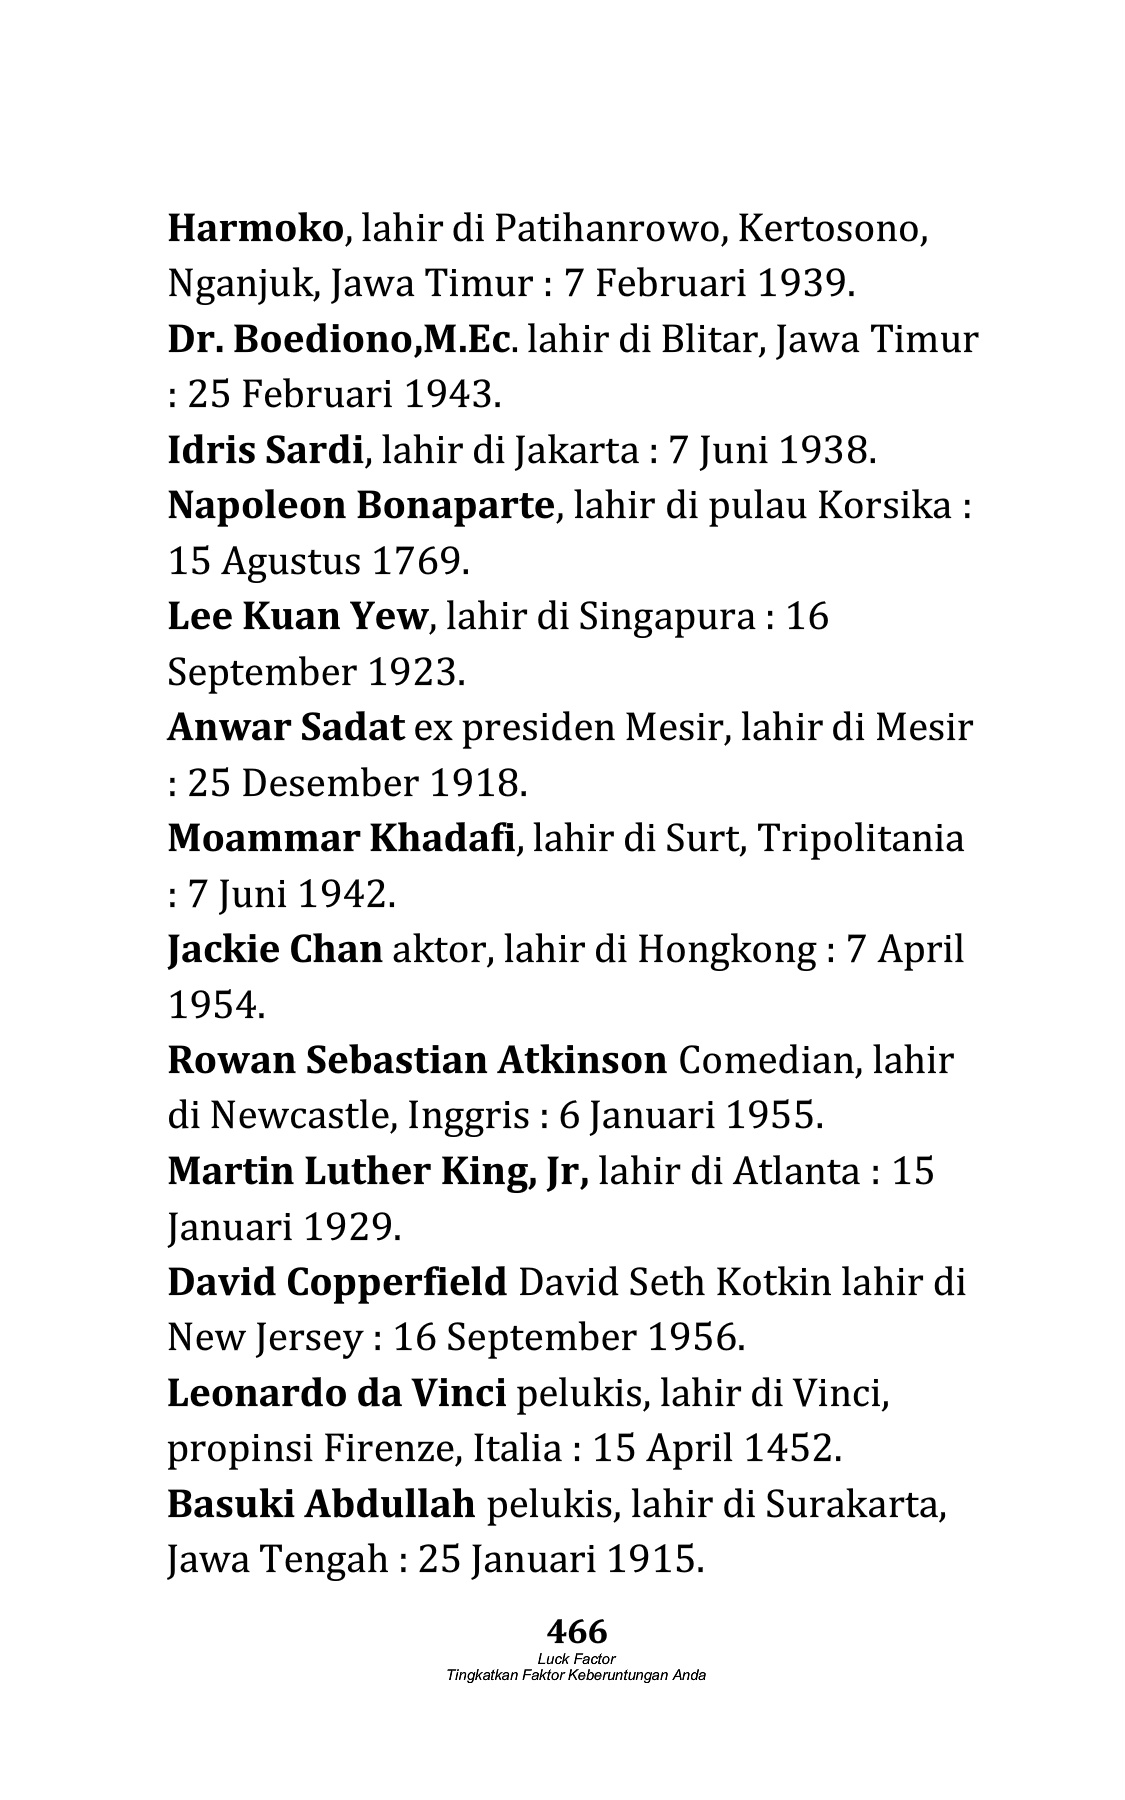 Harmoko, lahir di Patihanrowo, Kertosono,
Nganjuk, Jawa Timur : 7 Februari 1939.
Dr. Boediono,M.Ec. lahir di Blitar, Jawa Timur
: 25 Februari 1943.
Idris Sardi, lahir di Jakarta : 7 Juni 1938.
Napoleon Bonaparte, lahir di pulau Korsika :
15 Agustus 1769.
Lee Kuan Yew, lahir di Singapura : 16
September 1923.
Anwar Sadat ex presiden Mesir, lahir di Mesir
: 25 Desember 1918.
Moammar Khadafi, lahir di Surt, Tripolitania
: 7 Juni 1942.
Jackie Chan aktor, lahir di Hongkong : 7 April
1954.
Rowan Sebastian Atkinson Comedian, lahir
di Newcastle, Inggris : 6 Januari 1955.
Martin Luther King, Jr, lahir di Atlanta : 15
Januari 1929.
David Copperfield David Seth Kotkin lahir di
New Jersey : 16 September 1956.
Leonardo da Vinci pelukis, lahir di Vinci,
propinsi Firenze, Italia : 15 April 1452.
Basuki Abdullah pelukis, lahir di Surakarta,
Jawa Tengah : 25 Januari 1915.
466
Luck Factor
Tingkatkan Faktor Keberuntungan Anda